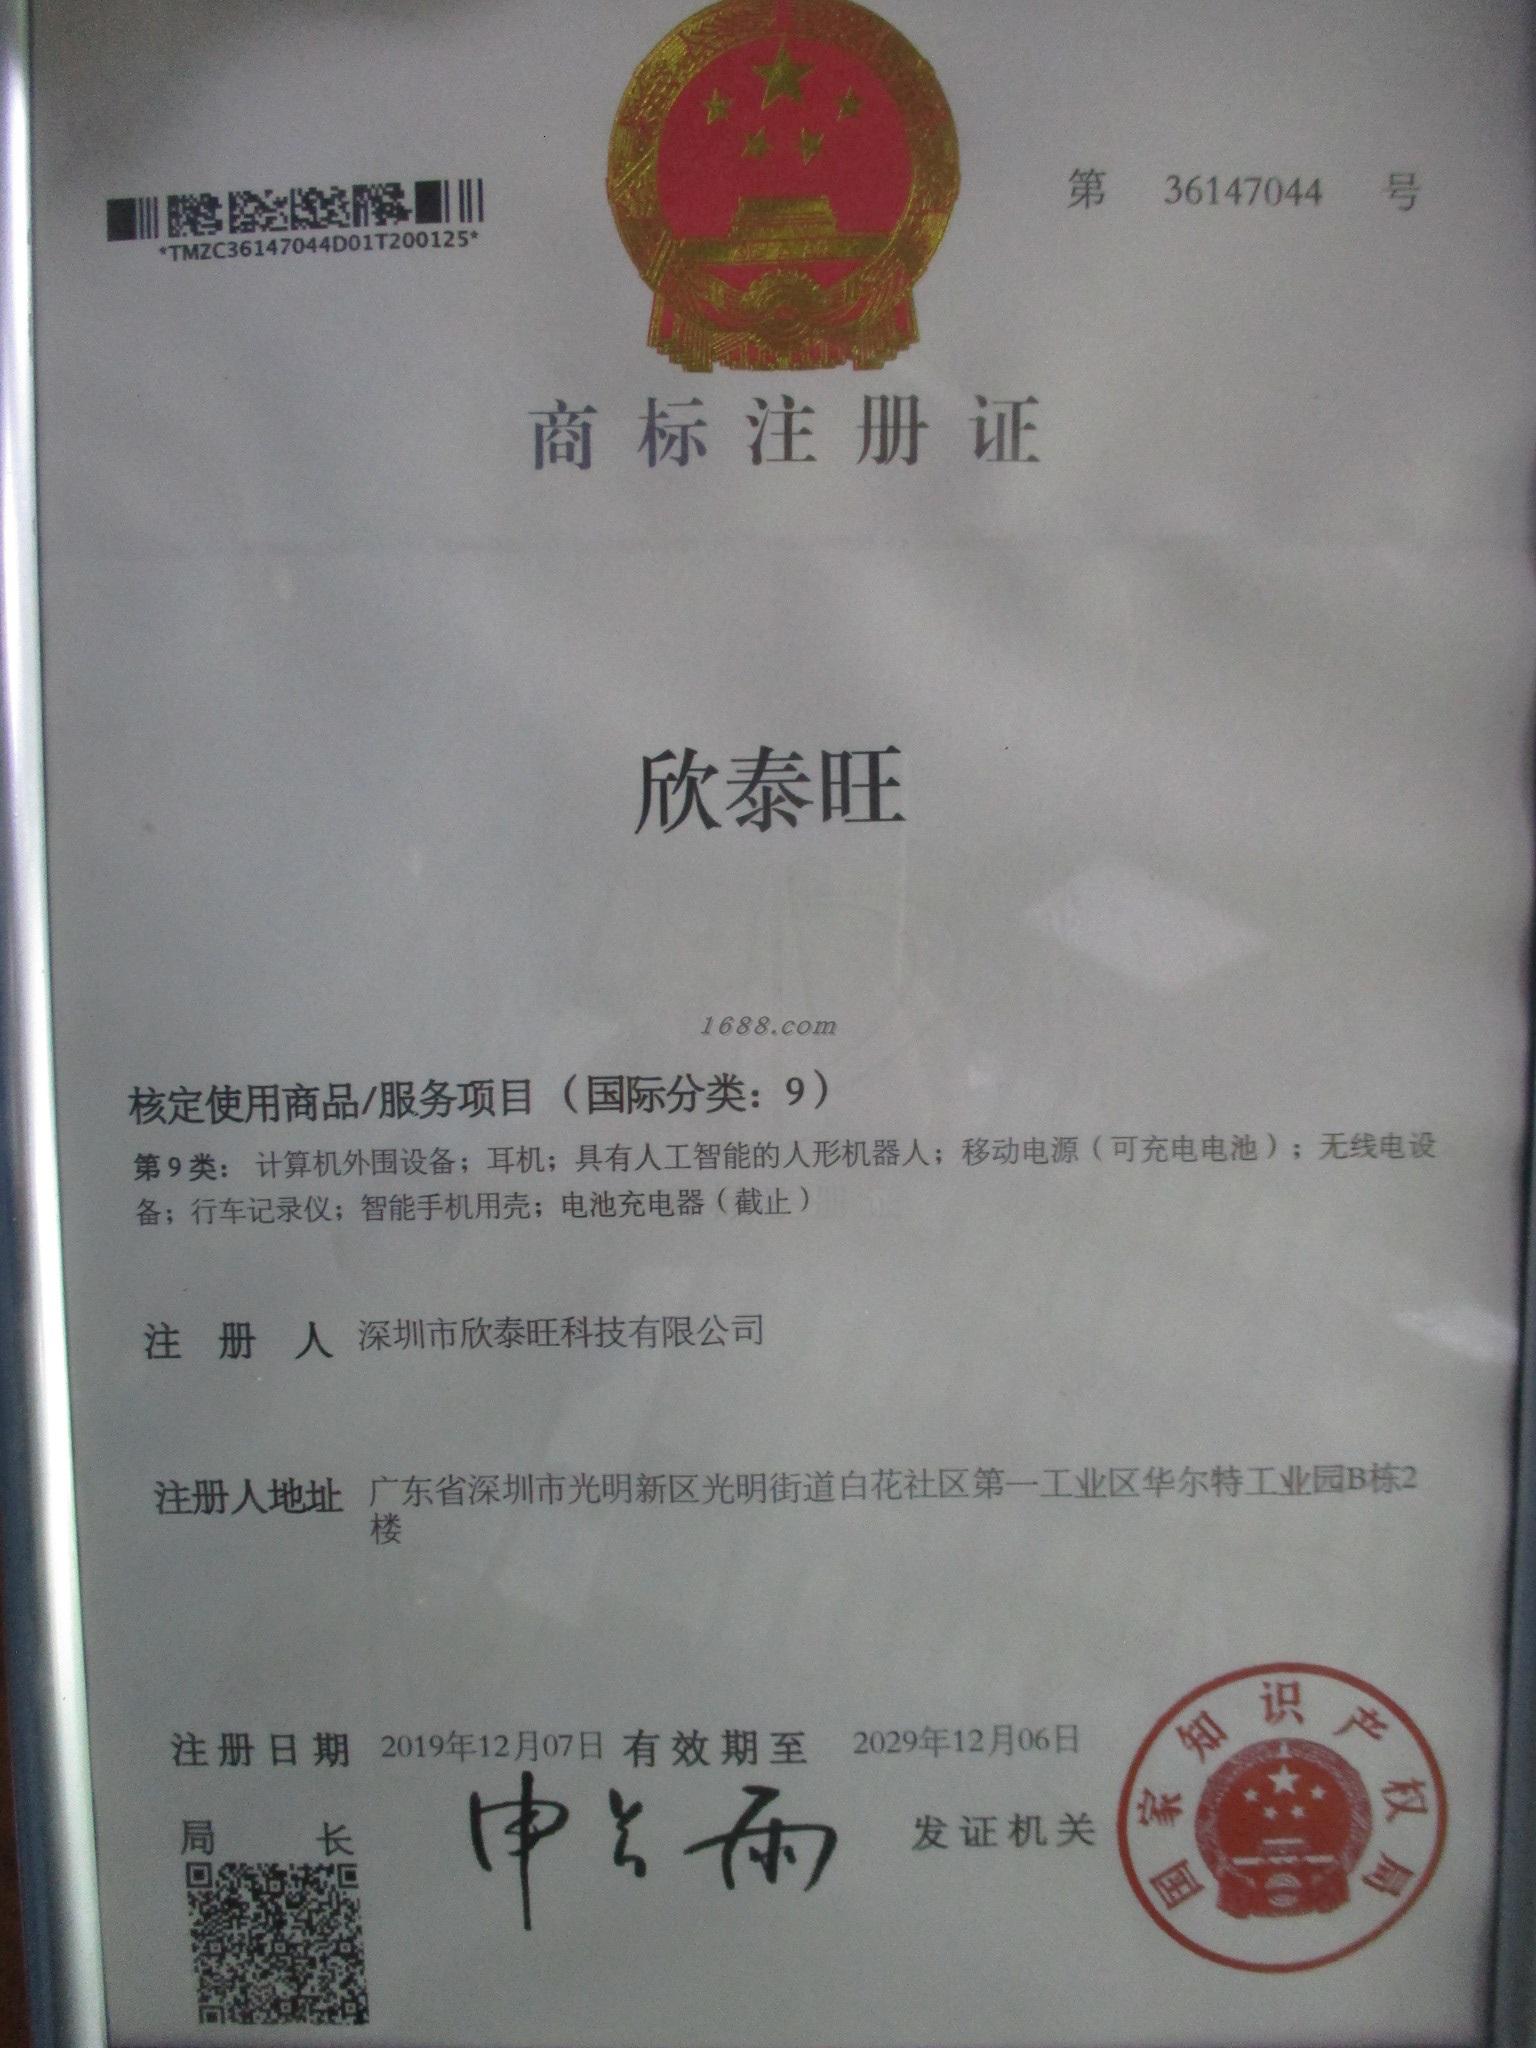 *TMZC36147044D01T200125*
第 36147044 号
商标注册证
欣泰旺
1688.com
核定使用商品/服务项目（国际分类：9）
第9类：计算机外围设备；耳机；具有人工智能的人形机器人；移动电源（可充电电池）；无线电设
备；行车记录仪；智能手机用壳；电池充电器（截止）
注册人 深圳市欣泰旺科技有限公司
注册人地址 广东省深圳市光明新区光明街道白花社区第一工业区华尔特工业园B栋2
楼
注册日期 2019年12月07日 有效期至 2029年12月06日
局长 申长雨 发证机关
国家知识产权局